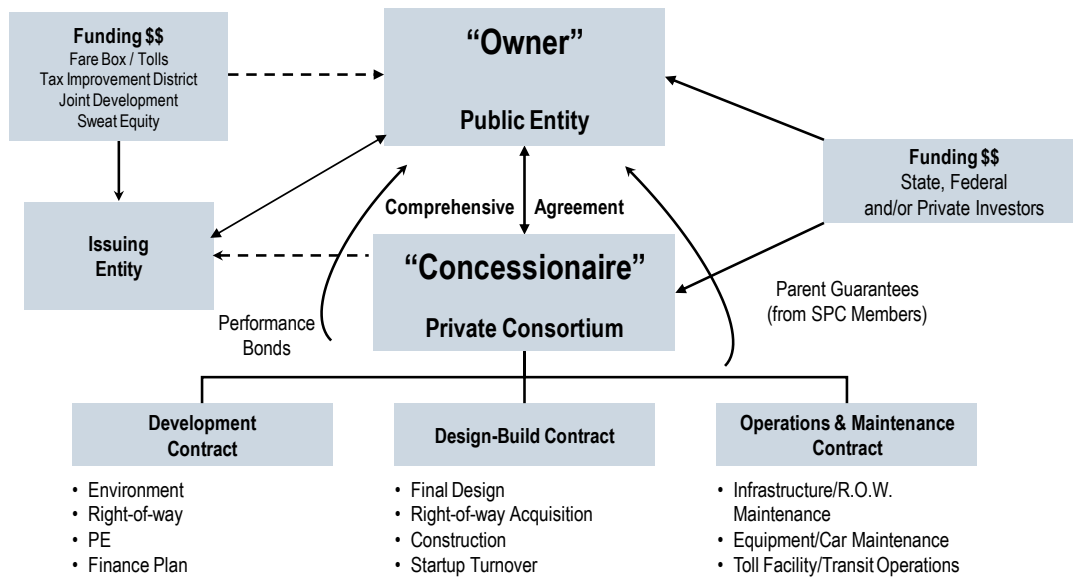 Funding $$
Fare Box / Tolls
Tax Improvement District
Joint Development
Sweat Equity
“Owner”
Public Entity
Funding $$
State, Federal
and/or Private Investors
Issuing
Entity
Comprehensive Agreement
“Concessionaire”
Private Consortium
Performance
Bonds
Parent Guarantees
(from SPC Members)
Development
Contract
• Environment
• Right-of-way
• PE
• Finance Plan
Design-Build Contract
• Final Design
• Right-of-way Acquisition
• Construction
• Startup Turnover
Operations & Maintenance
Contract
• Infrastructure/R.O.W.
Maintenance
• Equipment/Car Maintenance
• Toll Facility/Transit Operations